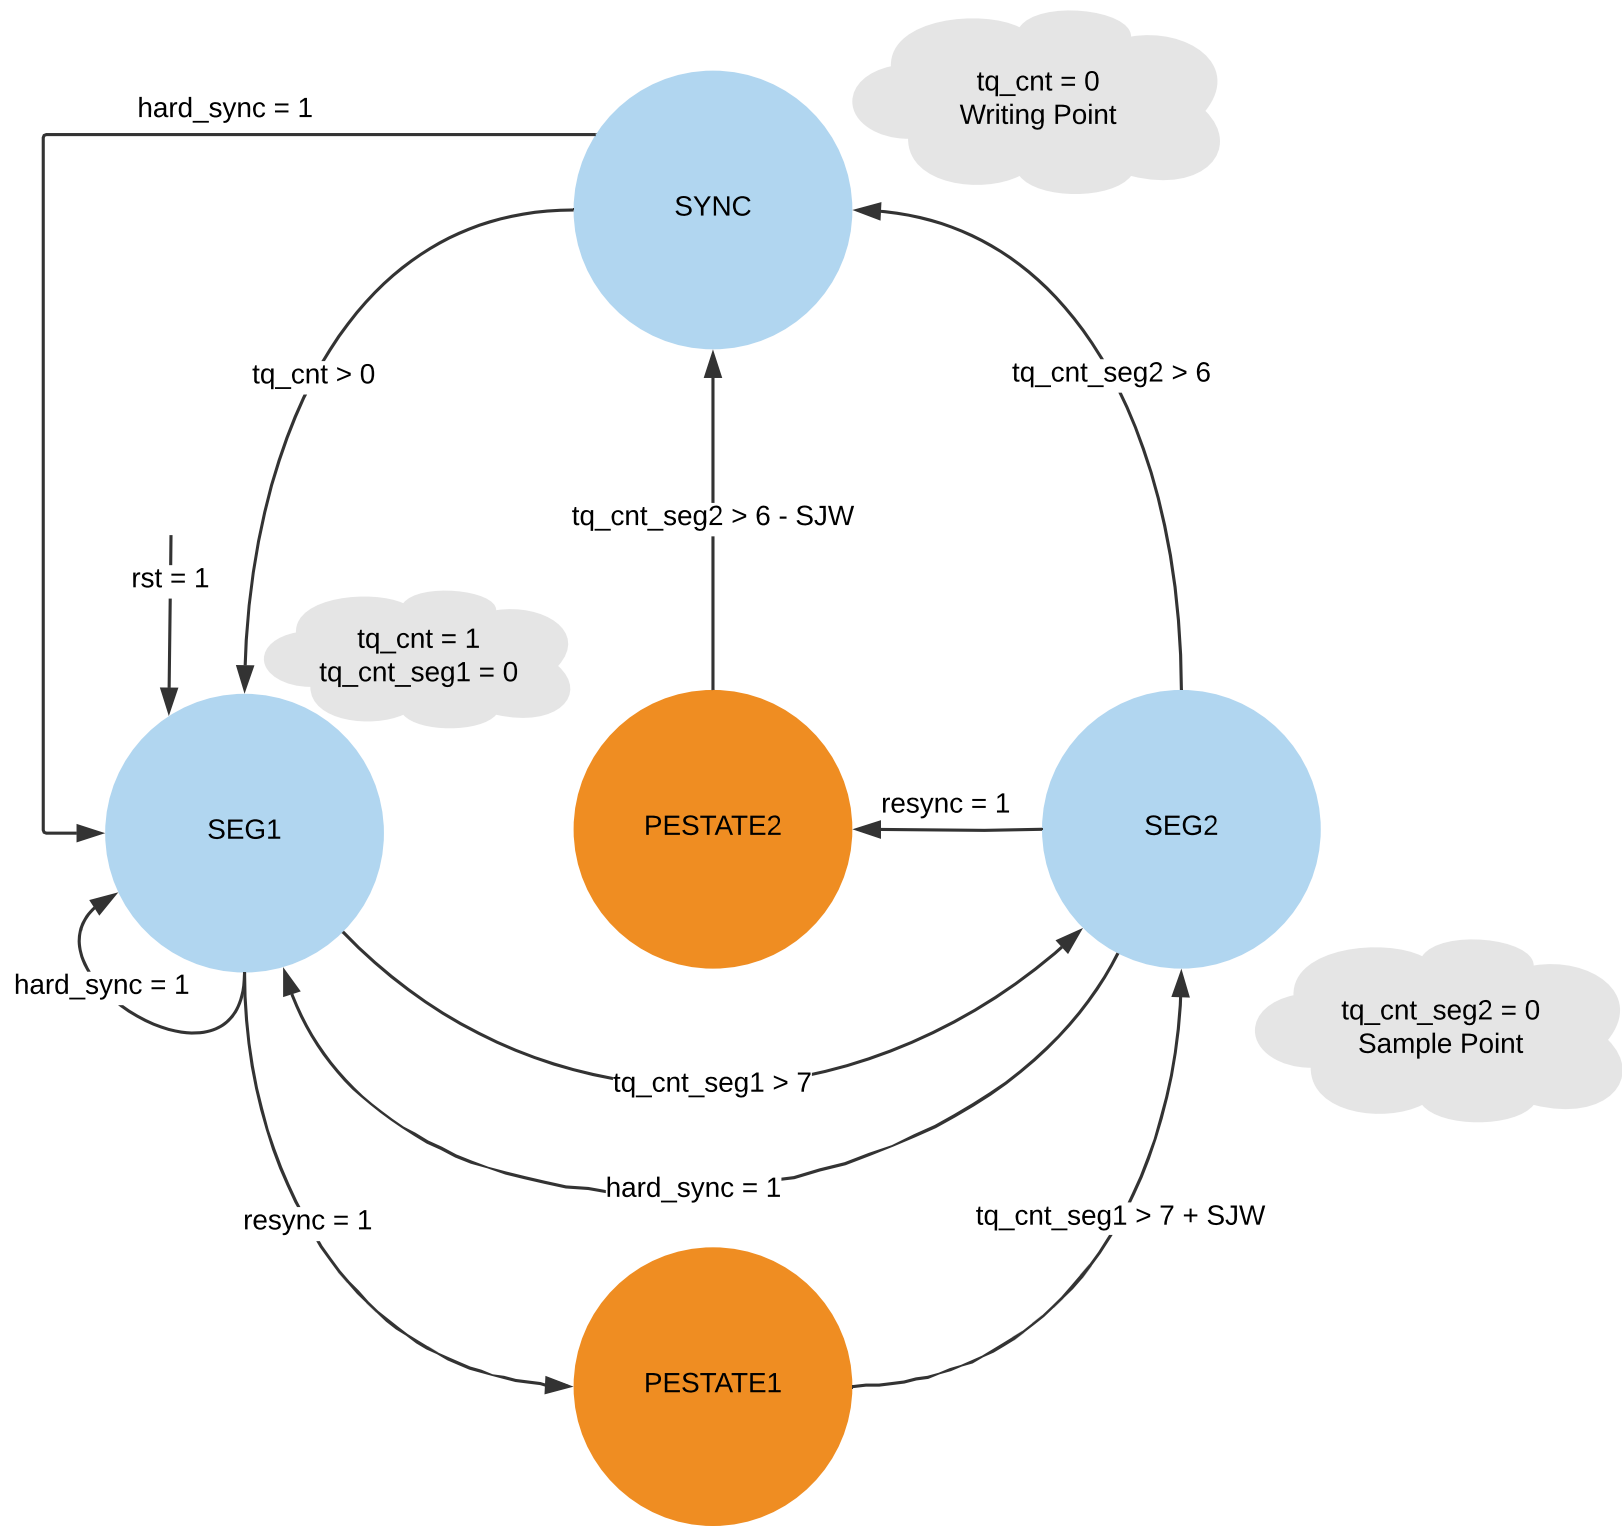 tq_cnt = 0
Writing Point
hard_sync = 1
SYNC
tq_cnt > 0
tq_cnt_seg2 > 6
tq_cnt_seg2 > 6 - SJW
rst = 1
tq_cnt = 1
tq_cnt_seg1 = 0
resync = 1
SEG1
PESTATE2
SEG2
hard_sync = 1
tq_cnt_seg2 = 0
Sample Point
tq_cnt_seg1 > 7
hard_sync = 1
resync = 1
tq_cnt_seg1 > 7 + SJW
PESTATE1